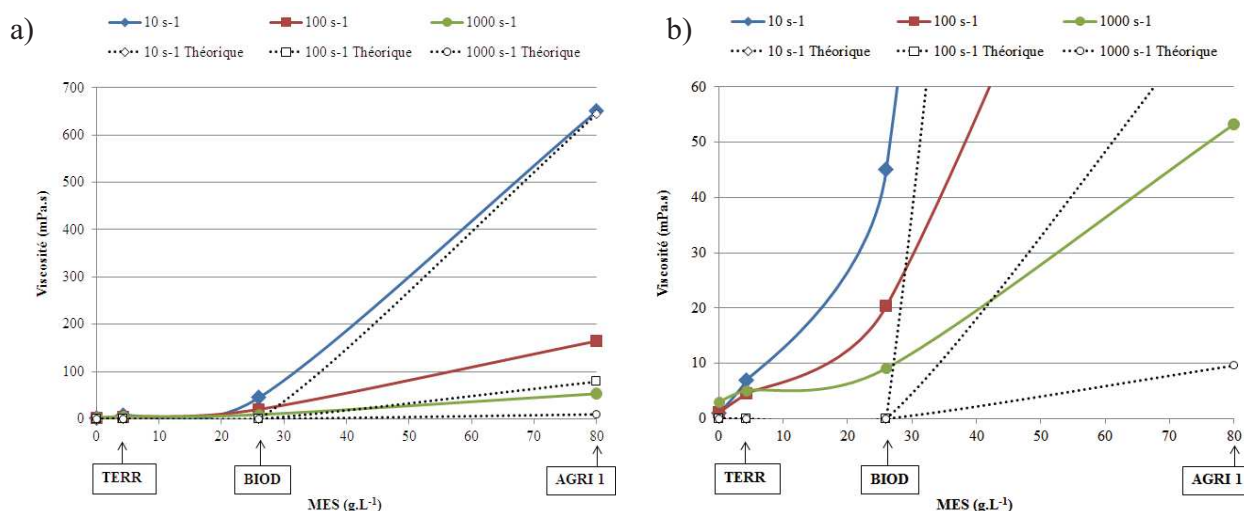 a)
10 s-1 100 s-1 1000 s-1
10 s-1 Théorique 100 s-1 Théorique 1000 s-1 Théorique
700
600
500
400
300
200
100
0
Viscosité (mPa.s)
0 10 20 30 40 50 60 70 80
TERR BIOD AGRI 1
MES (g.L-1)
b)
10 s-1 100 s-1 1000 s-1
10 s-1 Théorique 100 s-1 Théorique 1000 s-1 Théorique
60
50
40
30
20
10
0
Viscosité (mPa.s)
0 10 20 30 40 50 60 70 80
TERR BIOD AGRI 1
MES (g.L-1)